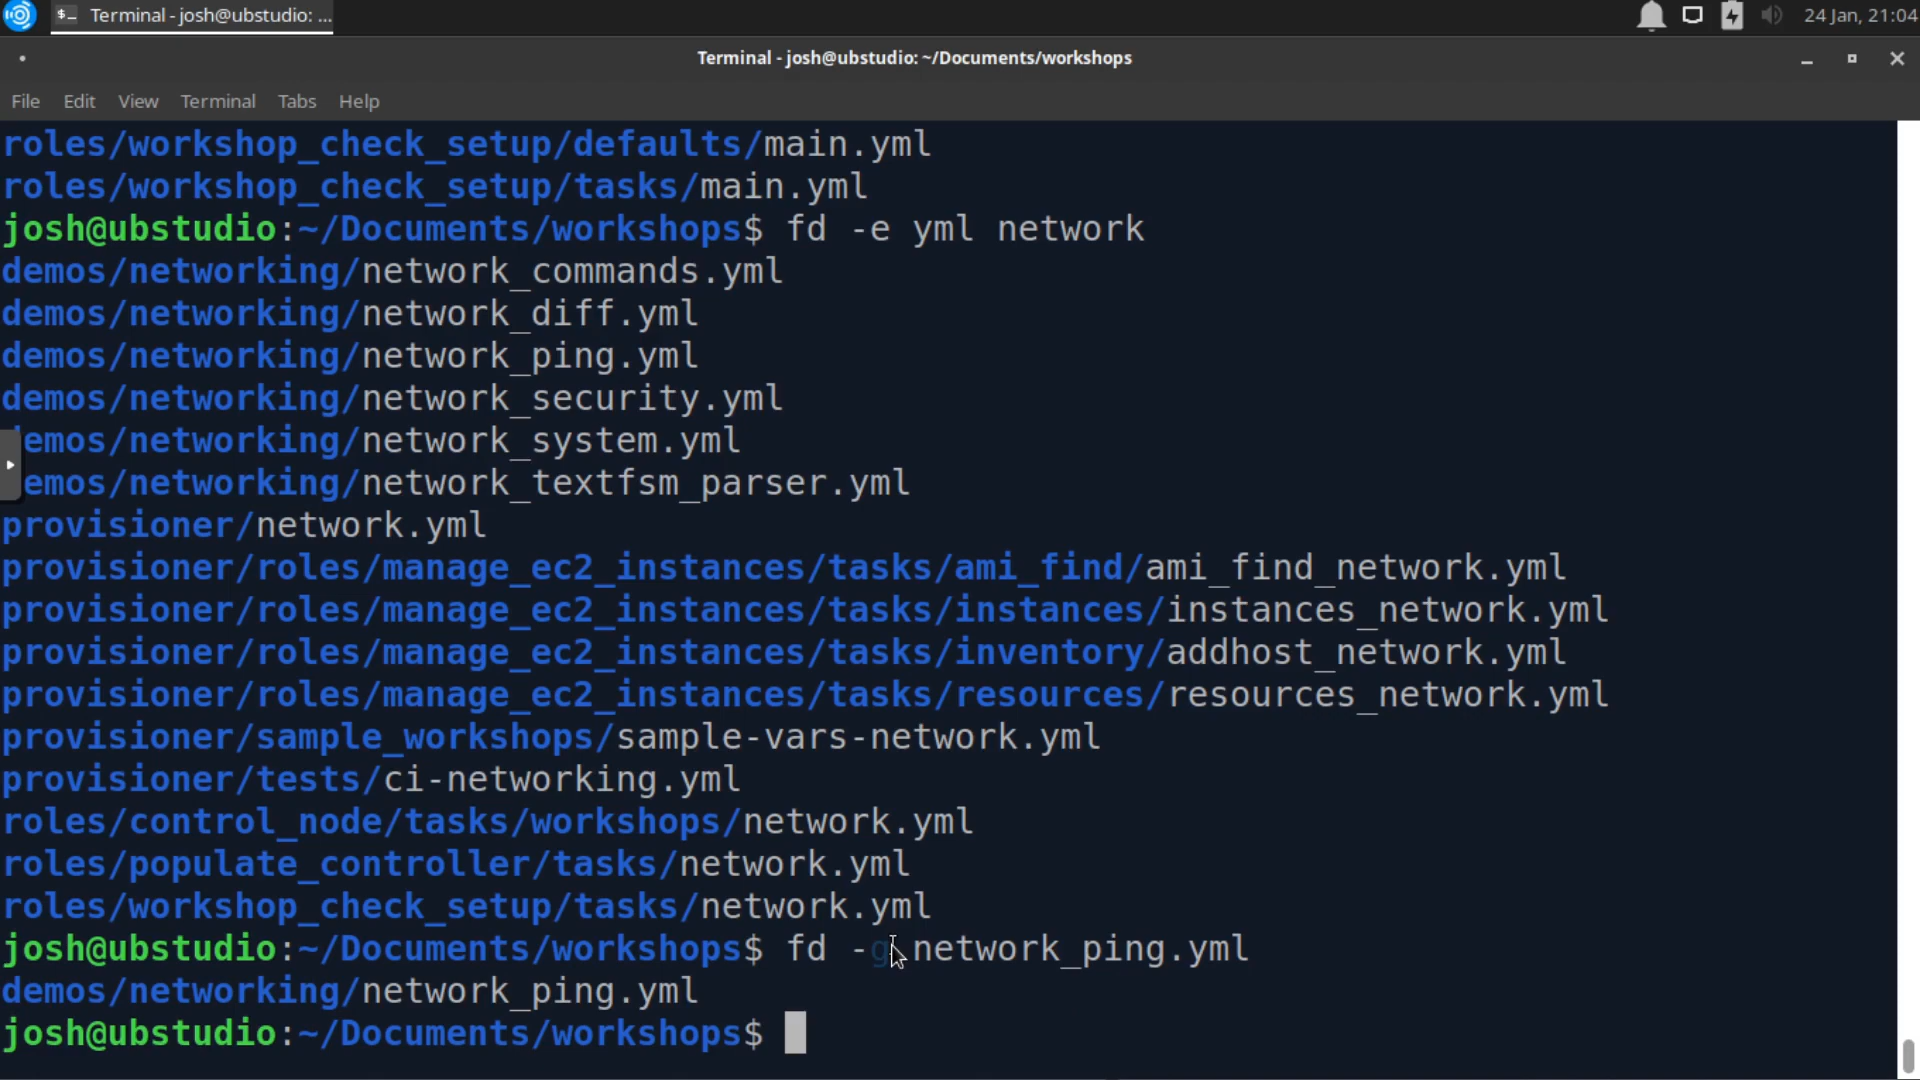 Terminal - josh@ubstudio: ...
24 Jan, 21:04
Terminal - josh@ubstudio: ~/Documents/workshops
File Edit View Terminal Tabs Help
roles/workshop_check_setup/defaults/main.yml
roles/workshop_check_setup/tasks/main.yml
josh@ubstudio:~/Documents/workshops$ fd -e yml network
demos/networking/network_commands.yml
demos/networking/network_diff.yml
demos/networking/network_ping.yml
demos/networking/network_security.yml
demos/networking/network_system.yml
emos/networking/network_textfsm_parser.yml
provisioner/network.yml
provisioner/roles/manage_ec2_instances/tasks/ami_find/ami_find_network.yml
provisioner/roles/manage_ec2_instances/tasks/instances/instances_network.yml
provisioner/roles/manage_ec2_instances/tasks/inventory/addhost_network.yml
provisioner/roles/manage_ec2_instances/tasks/resources/resources_network.yml
provisioner/sample_workshops/sample-vars-network.yml
provisioner/tests/ci-networking.yml
roles/control_node/tasks/workshops/network.yml
roles/populate_controller/tasks/network.yml
roles/workshop_check_setup/tasks/network.yml
josh@ubstudio:~/Documents/workshops$ fd -g network_ping.yml
demos/networking/network_ping.yml
josh@ubstudio:~/Documents/workshops$